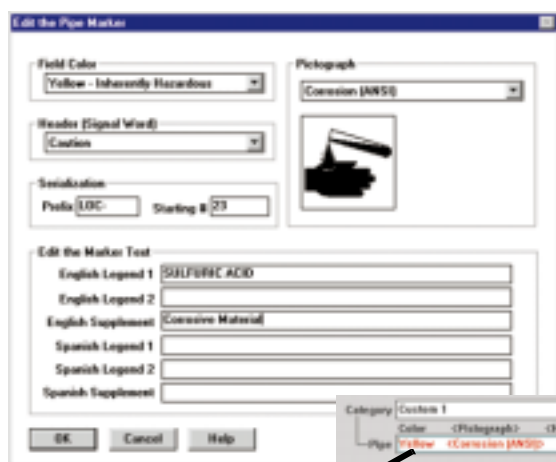 Edit the Pipe Marker
Field Color
Yellow - Inherently Hazardous
Pictograph
Corrosion (ANSI)
Header (Signal Word)
Caution
Serialization
Prefix LOC- Starting # 23
Edit the Marker Text
English Legend 1 SULFURIC ACID
English Legend 2
English Supplement Corrosive Material
Spanish Legend 1
Spanish Legend 2
Spanish Supplement
OK Cancel Help
Category Custom 1
Color <Pictograph>
Pipe Yellow <Corrosion (ANSI)>